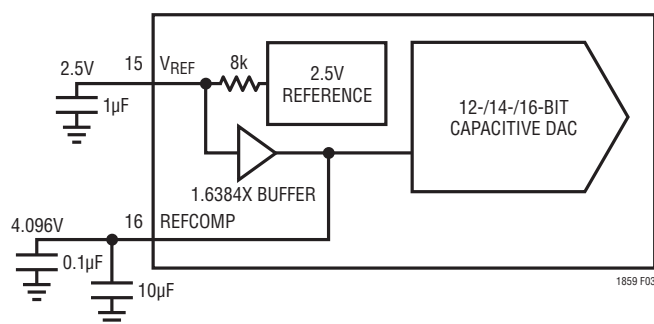 2.5V
15
VREF
8k
2.5V
REFERENCE
1µF
12-/14-/16-BIT
CAPACITIVE DAC
1.6384X BUFFER
4.096V
16
REFCOMP
0.1µF
10µF
1859 F03